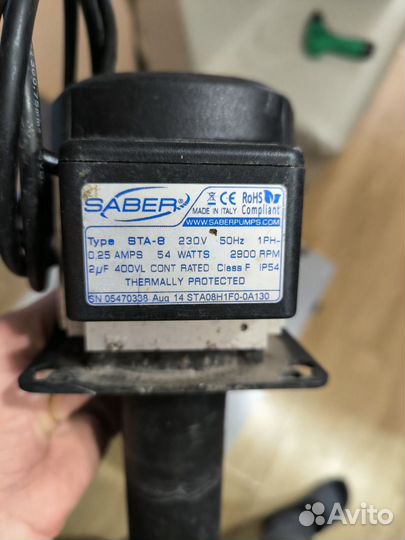 SABER® CE RoHS
MADE IN ITALY Compliant
WWW.SABERPUMPS.COM
Type STA-8 230V 50Hz 1PH~
0,25 AMPS 54 WATTS 2900 RPM
2µF 400VL CONT RATED Class F IP54
THERMALLY PROTECTED
SN 05470338 Aug 14 STA08H1F0-0A130
Avito